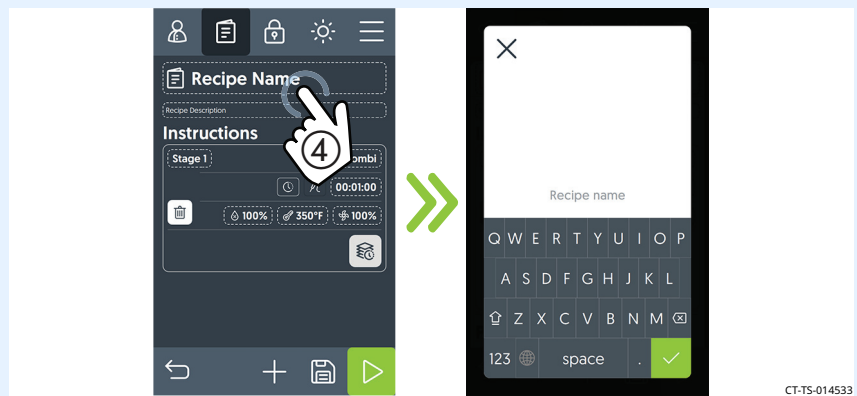 Recipe Name
Recipe Description
Instructions
Stage 1
ombi
4
00:01:00
100% 350°F 100%
Recipe name
Q W E R T Y U I O P
A S D F G H J K L
Z X C V B N M
123 space .
CT-TS-014533